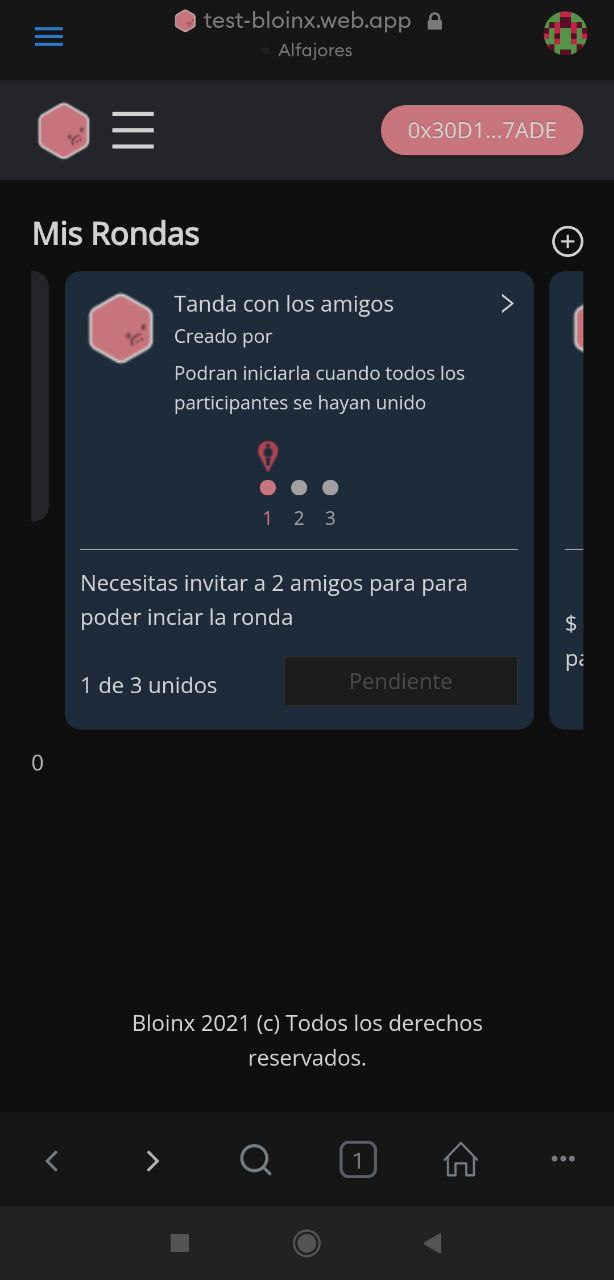 test-bloinx.web.app
Alfajores
0x30D1...7ADE
Mis Rondas
Tanda con los amigos
Creado por
Podran iniciarla cuando todos los
participantes se hayan unido
1 2 3
Necesitas invitar a 2 amigos para para
poder inciar la ronda
1 de 3 unidos
Pendiente
$
0
Bloinx 2021 (c) Todos los derechos
reservados.
1